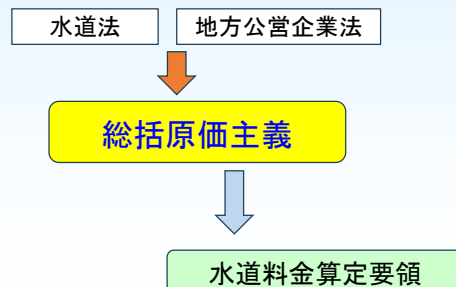 水道法
地方公営企業法
総括原価主義
水道料金算定要領